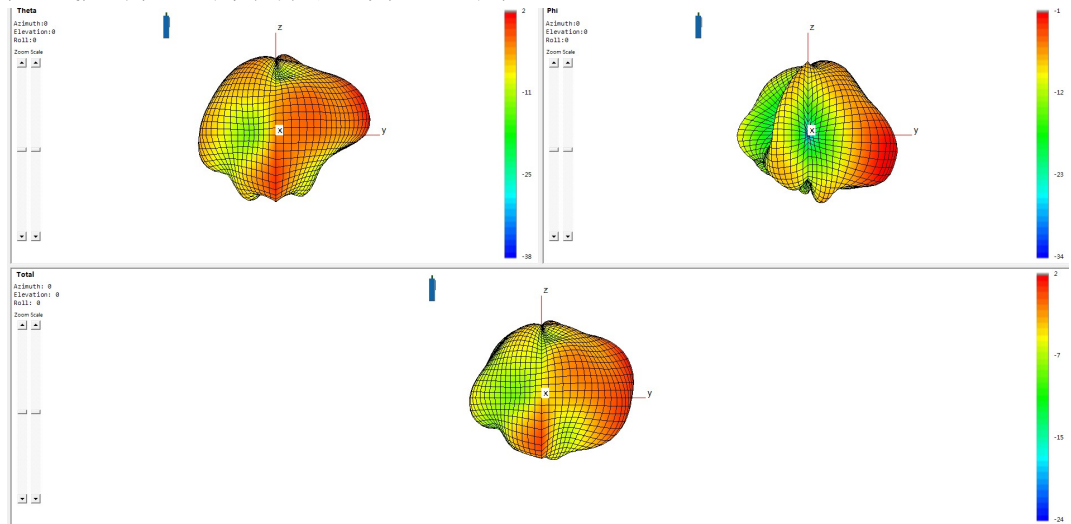 Theta
Azimuth:0
Elevation:0
Roll:0
Zoom Scale
z
x
y
2
-11
-25
-38
Phi
Azimuth:0
Elevation:0
Roll:0
Zoom Scale
z
x
y
-1
-12
-23
-34
Total
Azimuth: 0
Elevation: 0
Roll: 0
Zoom Scale
z
x
y
2
-7
-15
-24